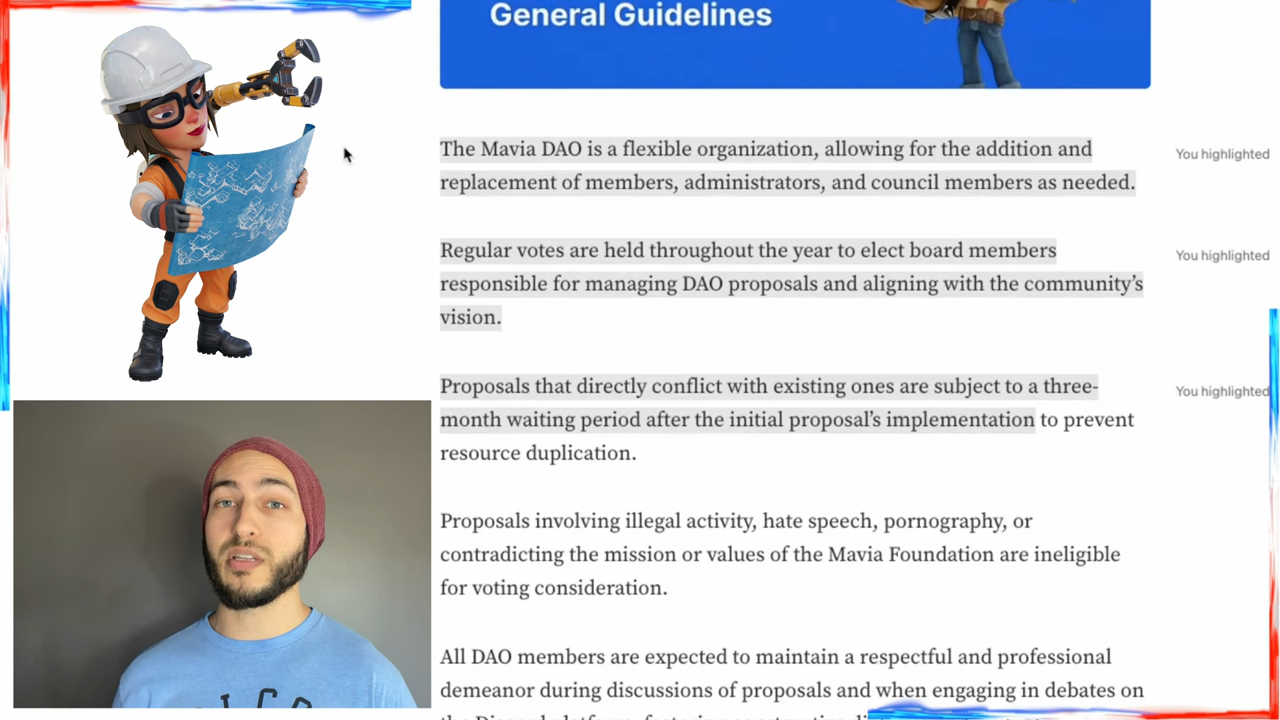 General Guidelines
The Mavia DAO is a flexible organization, allowing for the addition and
replacement of members, administrators, and council members as needed.
You highlighted
Regular votes are held throughout the year to elect board members
responsible for managing DAO proposals and aligning with the community’s
vision.
You highlighted
Proposals that directly conflict with existing ones are subject to a three-
month waiting period after the initial proposal’s implementation to prevent
resource duplication.
You highlighted
Proposals involving illegal activity, hate speech, pornography, or
contradicting the mission or values of the Mavia Foundation are ineligible
for voting consideration.
All DAO members are expected to maintain a respectful and professional
demeanor during discussions of proposals and when engaging in debates on